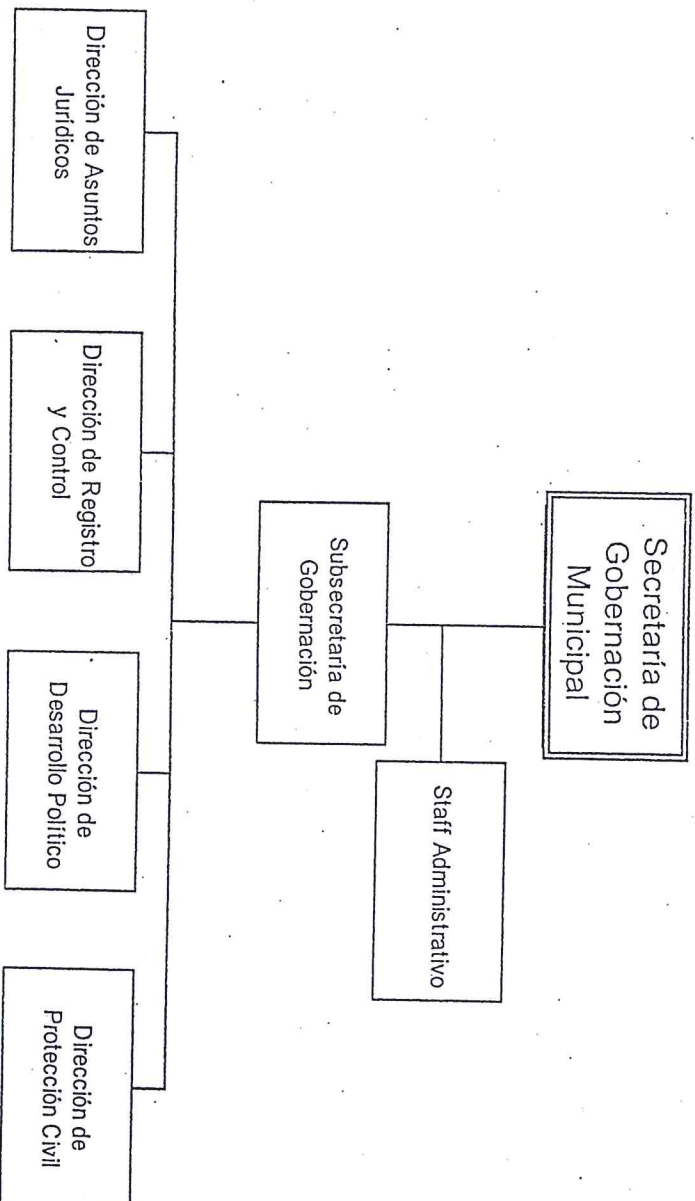 Secretaría de
Gobernación
Municipal
Staff Administrativo
Subsecretaría de
Gobernación
Dirección de Asuntos
Jurídicos
Dirección de Registro
y Control
Dirección de
Desarrollo Político
Dirección de
Protección Civil